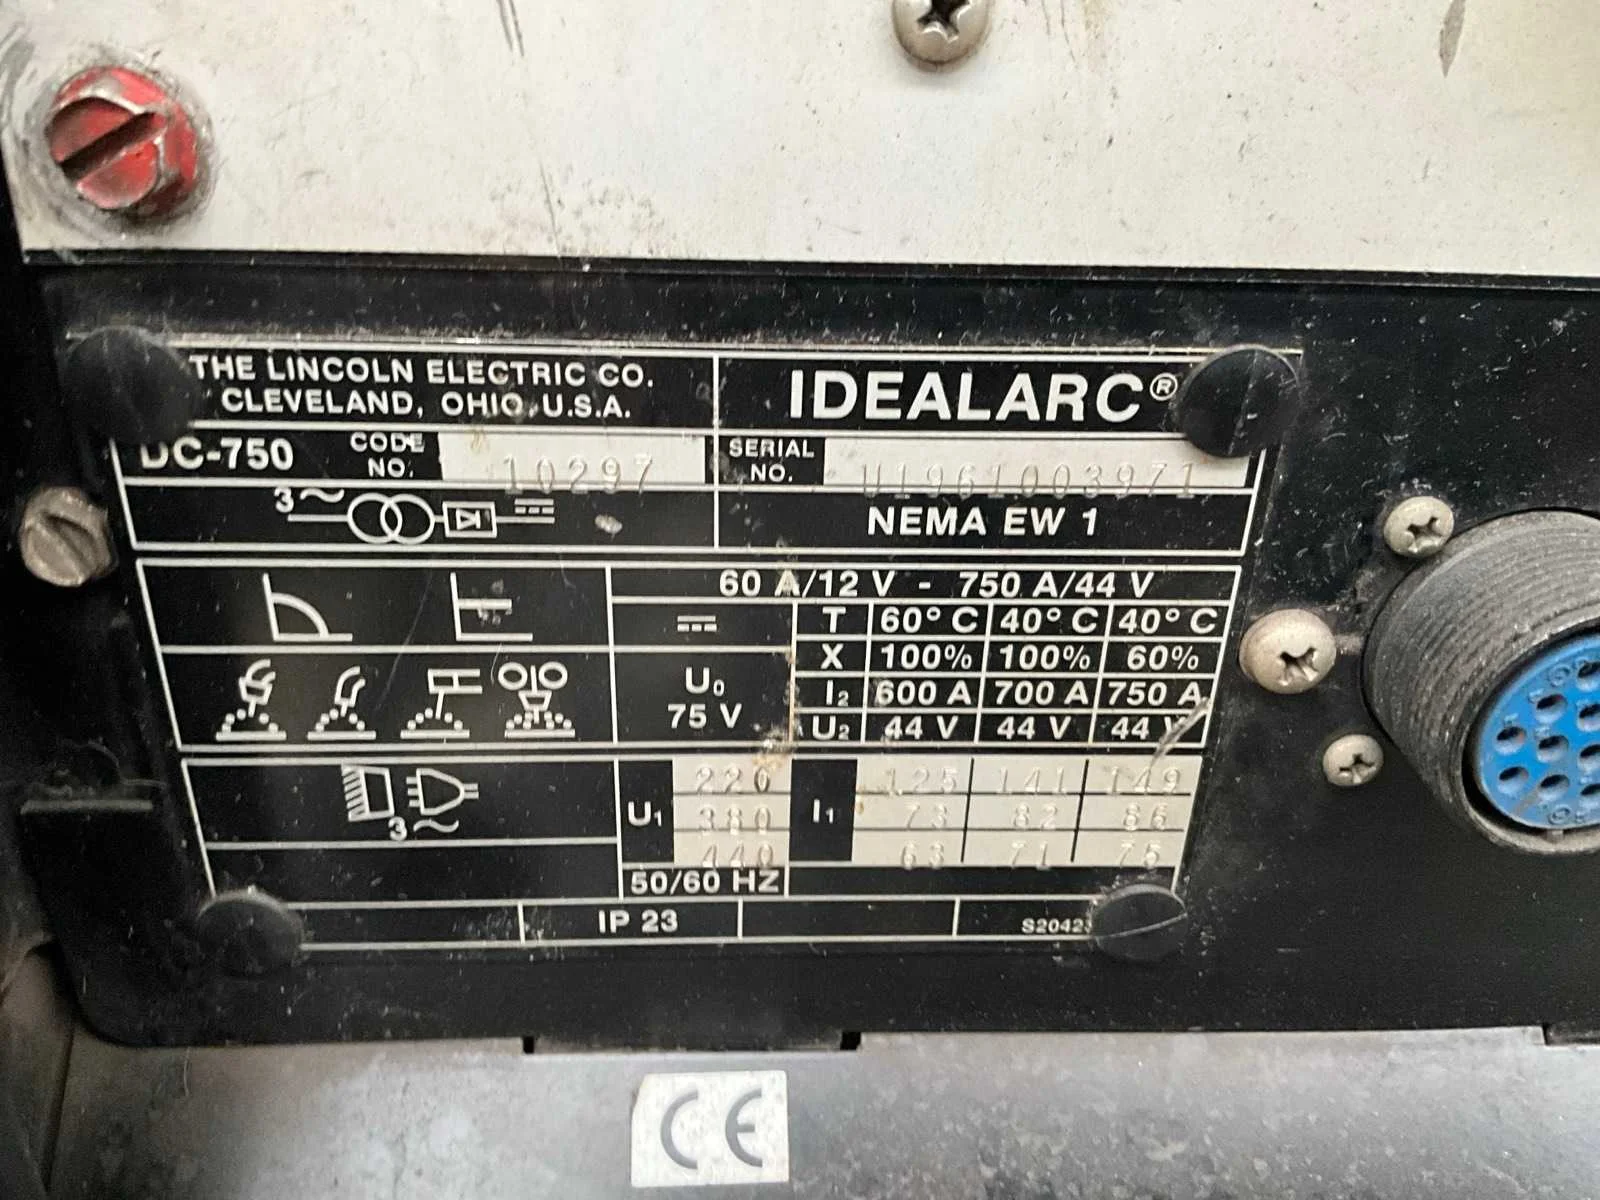 THE LINCOLN ELECTRIC CO.
CLEVELAND, OHIO, U.S.A.
IDEALARC®
DC-750
CODE NO.
10297
SERIAL NO.
U1961003971
3~
NEMA EW 1
60 A/12 V - 750 A/44 V
T 60° C 40° C 40° C
X 100% 100% 60%
U0 75 V
I2 600 A 700 A 750 A
U2 44 V 44 V 44 V
3~
U1
220
380
440
I1
125 141 149
73 82 86
63 71 75
50/60 HZ
IP 23
CE